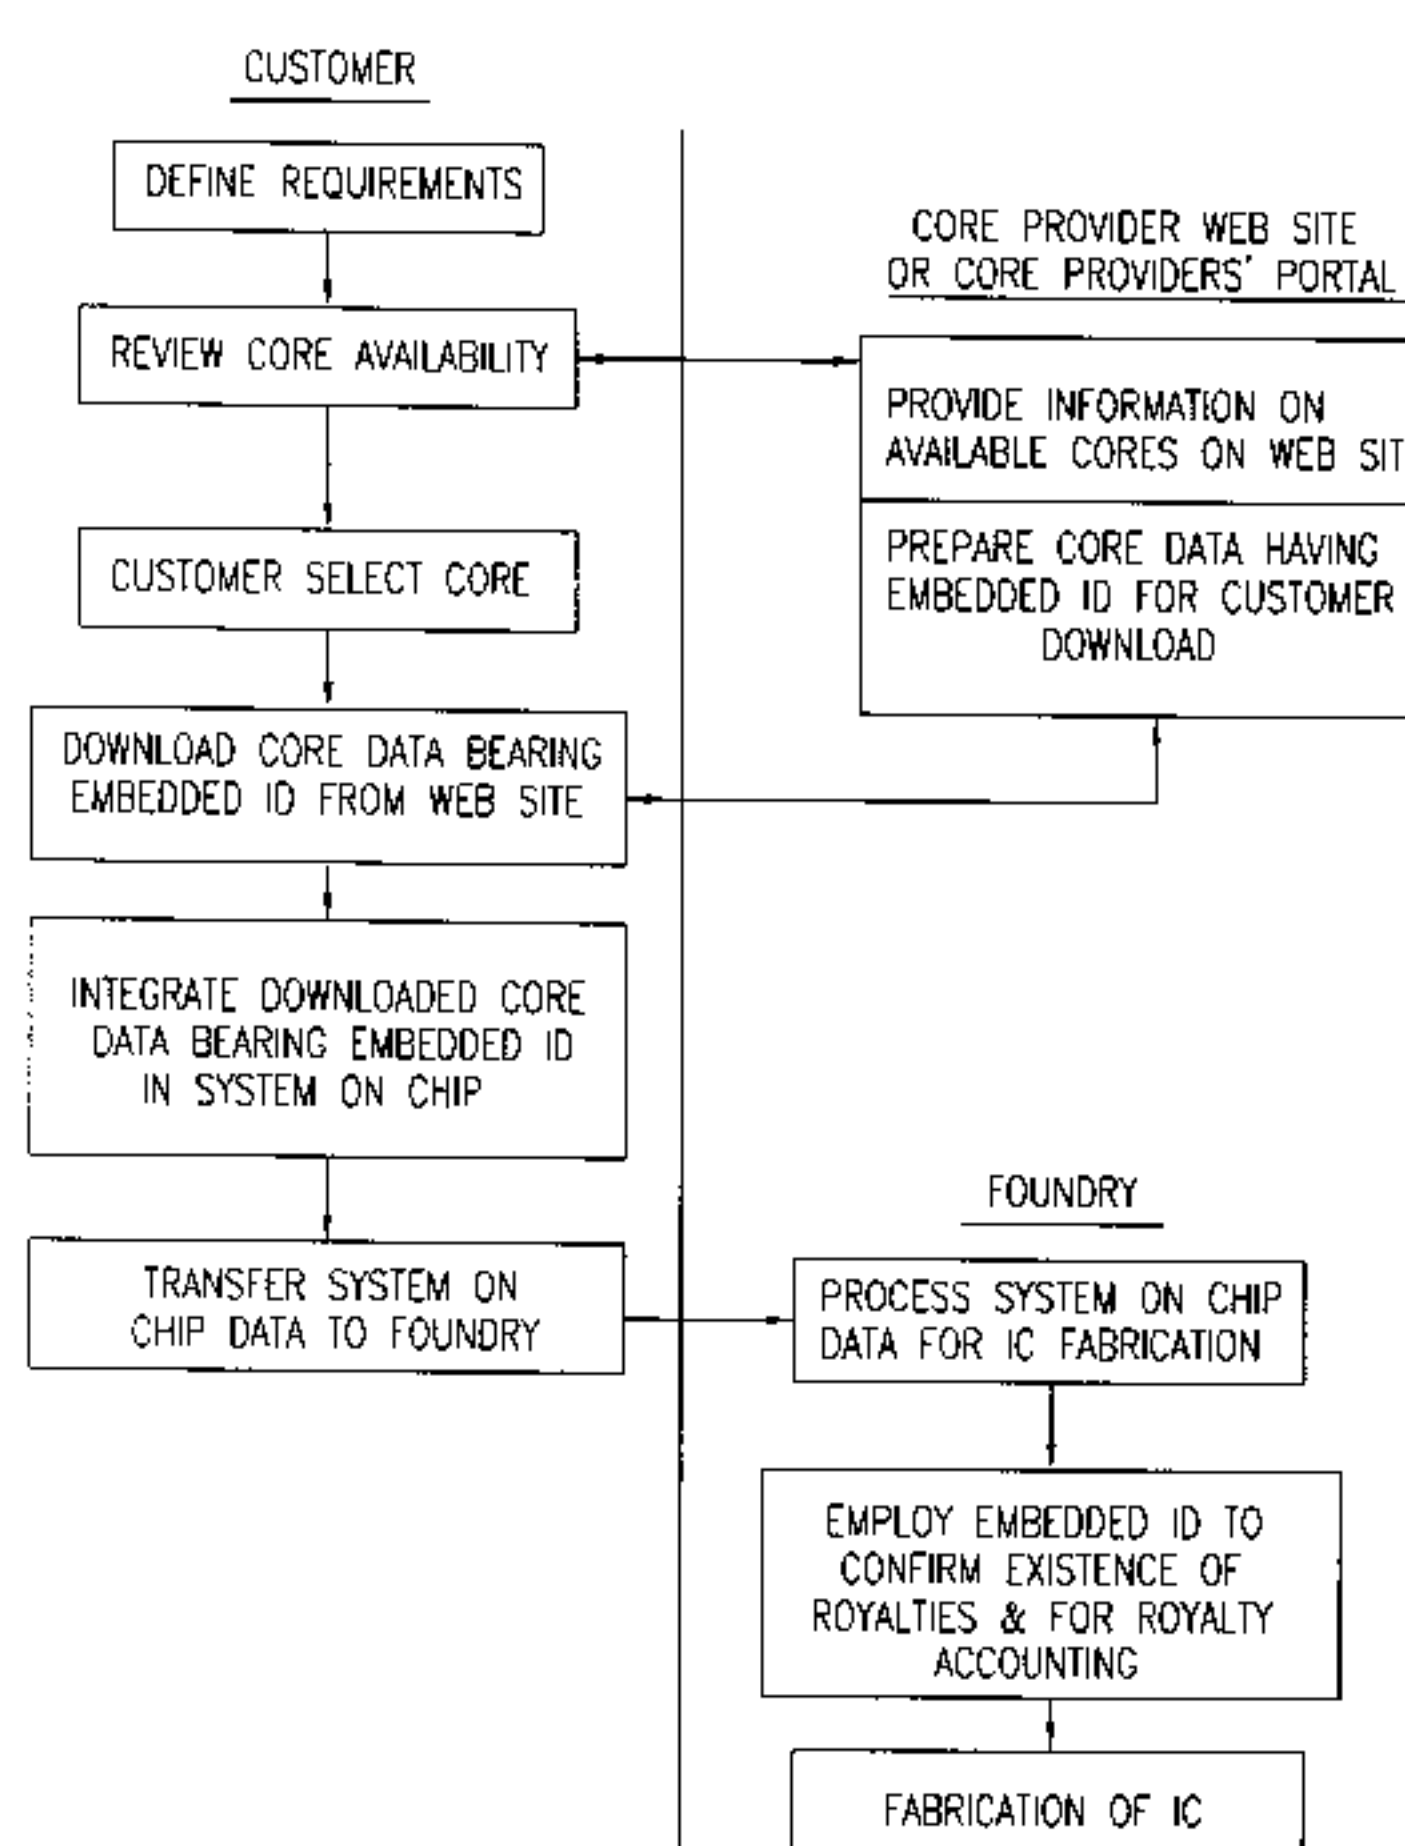 CUSTOMER
DEFINE REQUIREMENTS
REVIEW CORE AVAILABILITY
CUSTOMER SELECT CORE
DOWNLOAD CORE DATA BEARING
EMBEDDED ID FROM WEB SITE
INTEGRATE DOWNLOADED CORE
DATA BEARING EMBEDDED ID
IN SYSTEM ON CHIP
TRANSFER SYSTEM ON
CHIP DATA TO FOUNDRY
CORE PROVIDER WEB SITE
OR CORE PROVIDERS' PORTAL
PROVIDE INFORMATION ON
AVAILABLE CORES ON WEB SIT
PREPARE CORE DATA HAVING
EMBEDDED ID FOR CUSTOMER
DOWNLOAD
FOUNDRY
PROCESS SYSTEM ON CHIP
DATA FOR IC FABRICATION
EMPLOY EMBEDDED ID TO
CONFIRM EXISTENCE OF
ROYALTIES & FOR ROYALTY
ACCOUNTING
FABRICATION OF IC